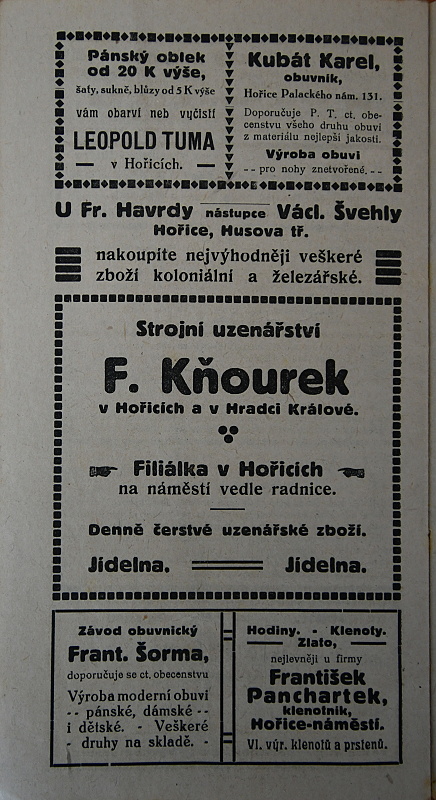 Pánský oblek
od 20 K výše,
šaty, sukně, blůzy od 5 K výše
vám obarví neb vyčistí
LEOPOLD TUMA
— v Hořicích. —
Kubát Karel,
obuvník,
Hořice Palackého nám. 131.
Doporučuje P. T. ct. obe-
censtvu všeho druhu obuvi
z materiálu nejlepší jakosti.
Výroba obuvi
- - pro nohy znetvořené. - -
U Fr. Havrdy nástupce Václ. Švehly
Hořice, Husova tř.
nakoupíte nejvýhodněji veškeré
zboží koloniální a železářské.
Strojní uzenářství
F. Kňourek
v Hořicích a v Hradci Králové.
Filiálka v Hořicích
na náměstí vedle radnice.
Denně čerstvé uzenářské zboží.
Jídelna. Jídelna.
Závod obuvnický
Frant. Šorma,
doporučuje se ct. obecenstvu
Výroba moderní obuvi
- - pánské, dámské - -
i dětské. - Veškeré
- druhy na skladě. -
Hodiny. - Klenoty.
Zlato,
nejlevněji u firmy
František
Panchartek,
klenotník,
Hořice-náměstí.
Vl. výr. klenotů a prstenů.